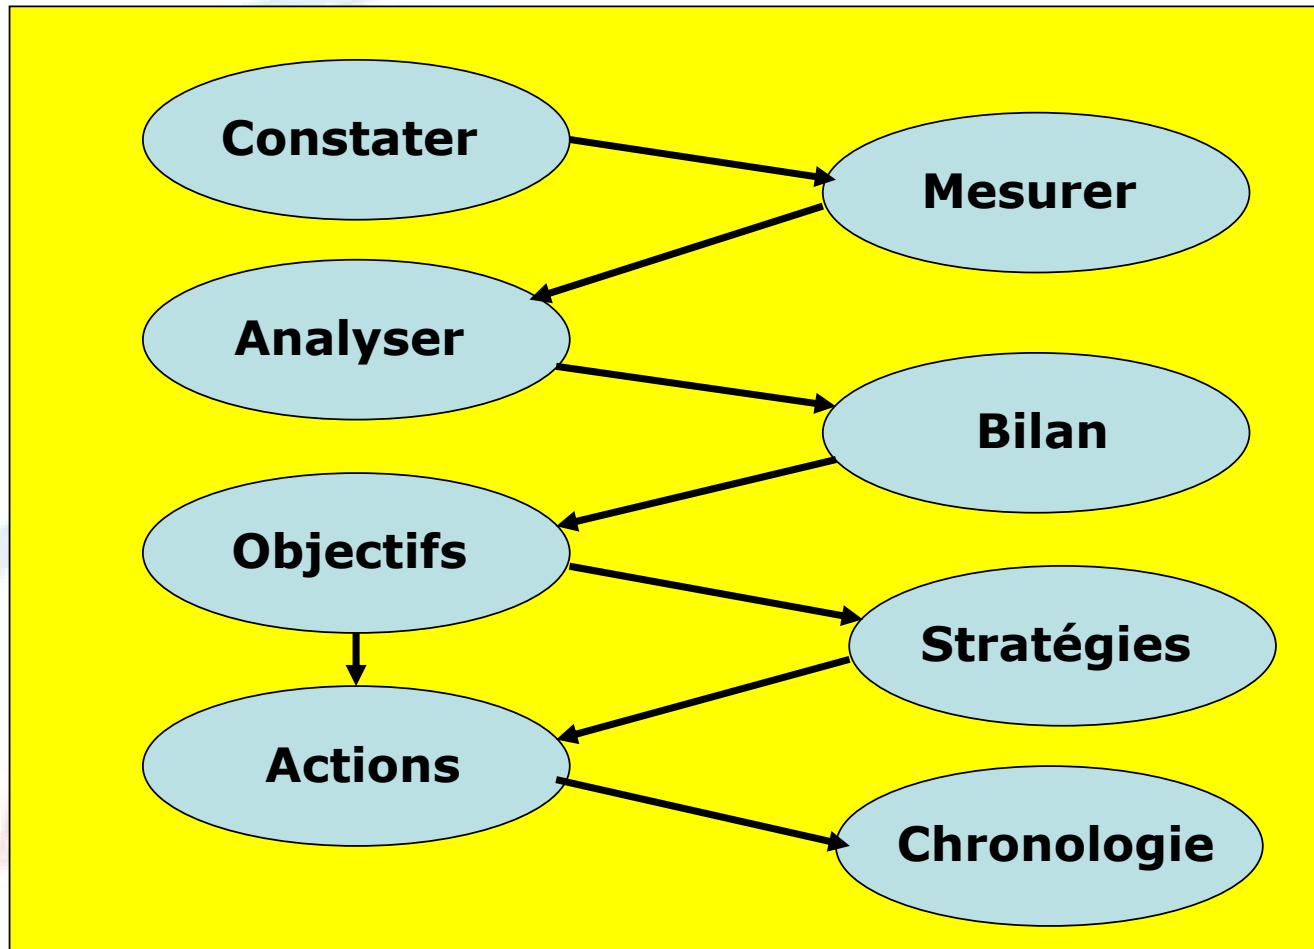 Constater
Mesurer
Analyser
Bilan
Objectifs
Stratégies
Actions
Chronologie